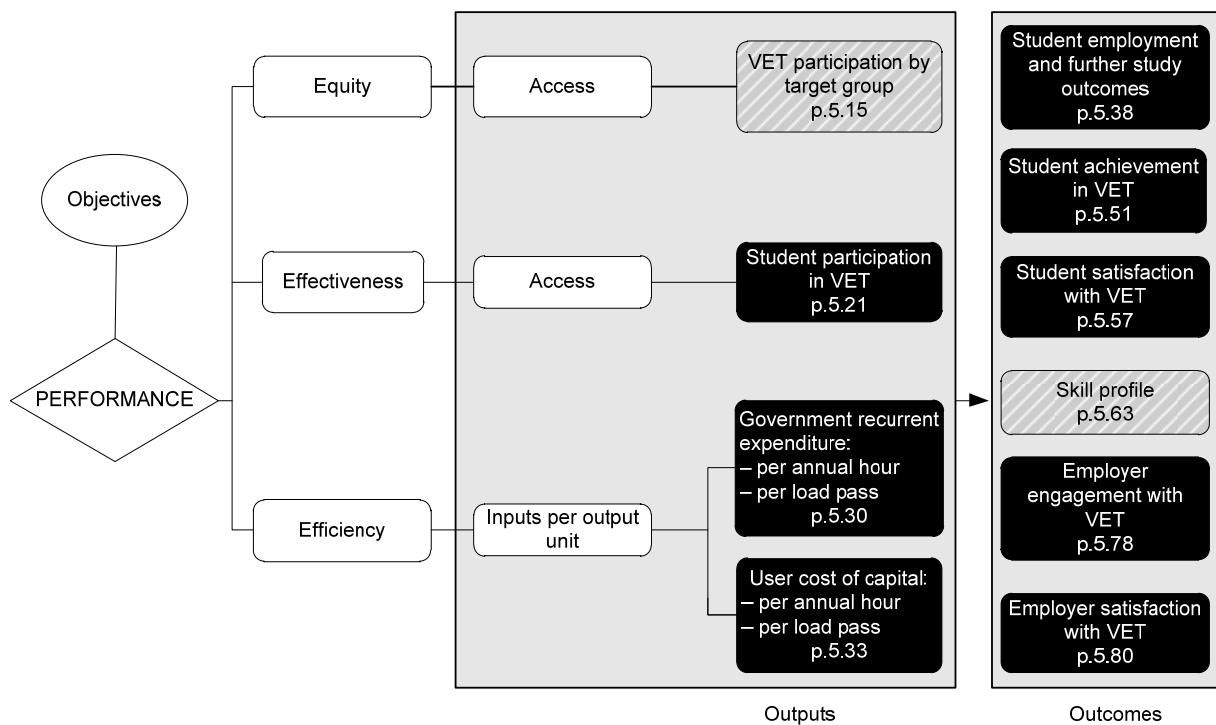 Objectives
PERFORMANCE
Equity
Access
VET participation by
target group
p.5.15
Effectiveness
Access
Student participation
in VET
p.5.21
Efficiency
Inputs per output
unit
Government recurrent
expenditure:
– per annual hour
– per load pass
p.5.30
User cost of capital:
– per annual hour
– per load pass
p.5.33
Outputs
Student employment
and further study
outcomes
p.5.38
Student achievement
in VET
p.5.51
Student satisfaction
with VET
p.5.57
Skill profile
p.5.63
Employer
engagement with
VET
p.5.78
Employer satisfaction
with VET
p.5.80
Outcomes